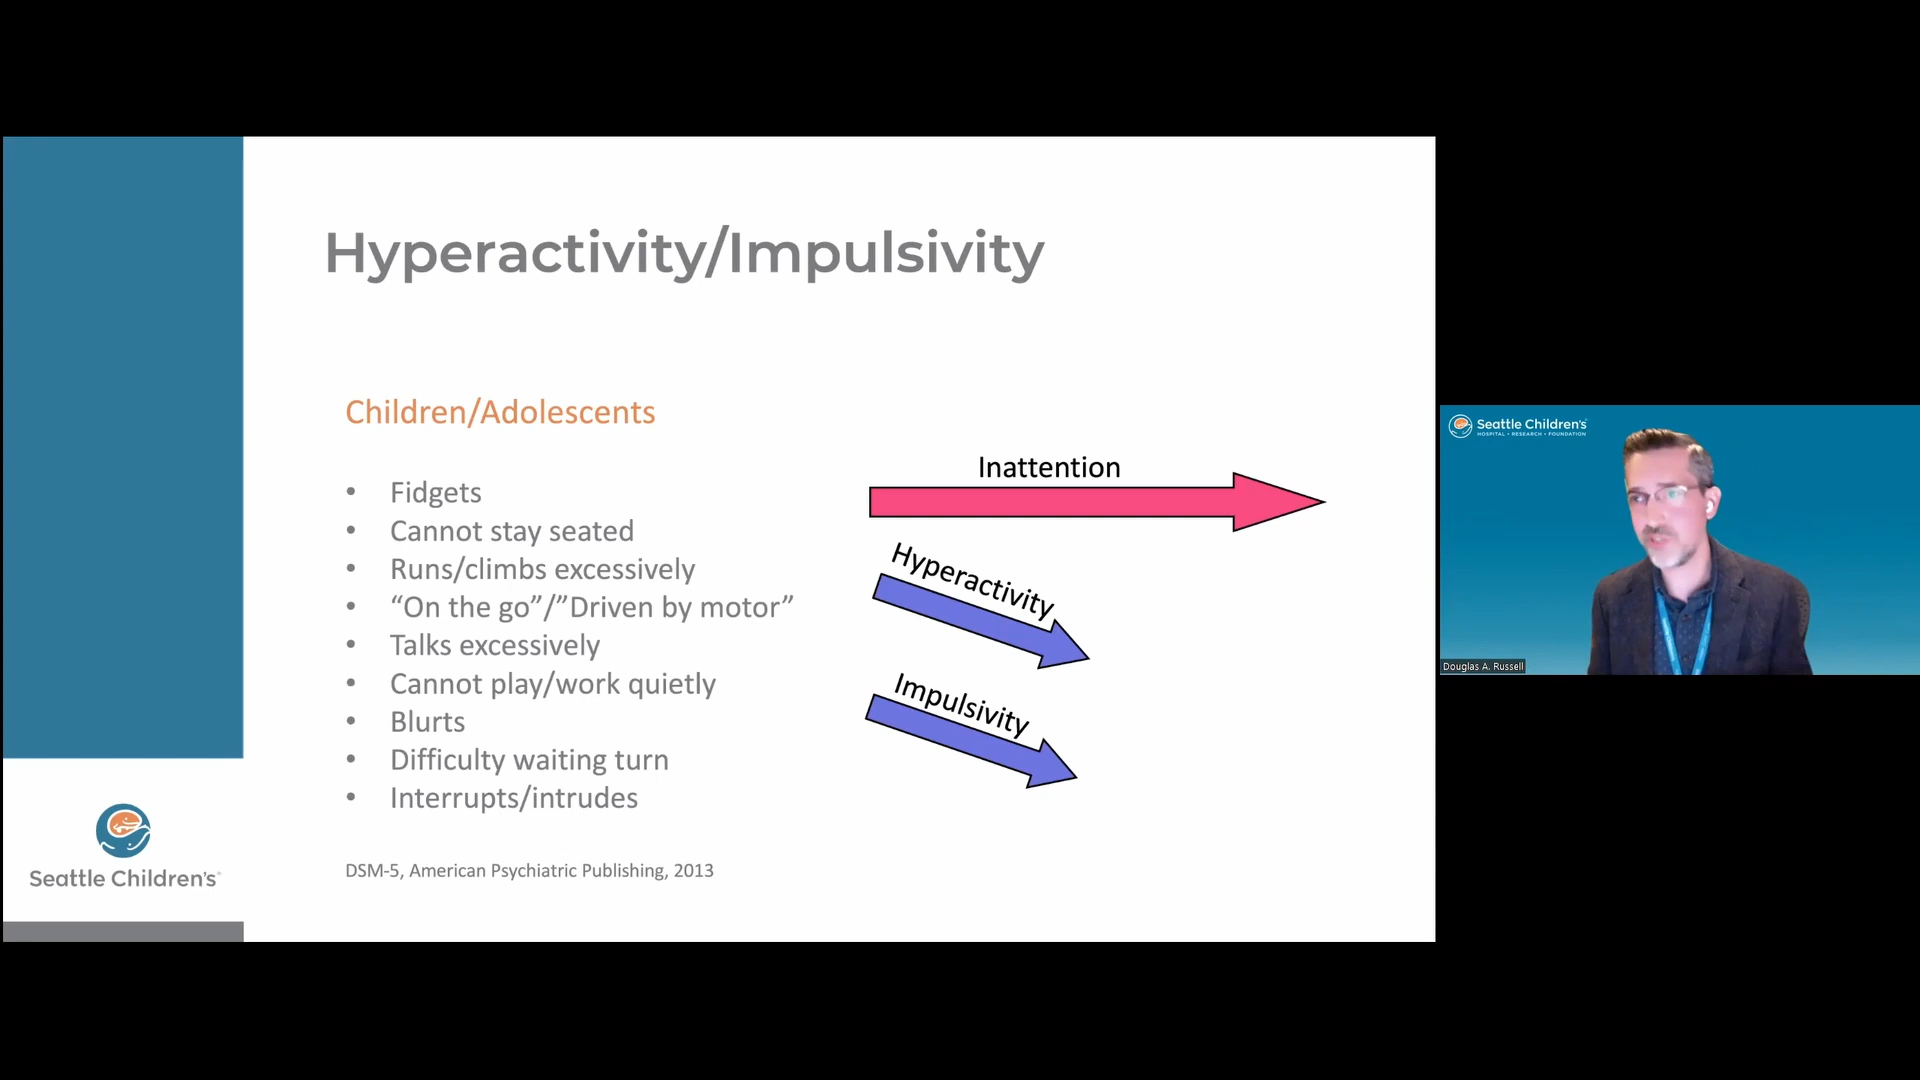 Hyperactivity/Impulsivity
Children/Adolescents
• Fidgets
• Cannot stay seated
• Runs/climbs excessively
• “On the go”/”Driven by motor”
• Talks excessively
• Cannot play/work quietly
• Blurts
• Difficulty waiting turn
• Interrupts/intrudes
DSM-5, American Psychiatric Publishing, 2013
Inattention
Hyperactivity
Impulsivity
Seattle Children's
Seattle Children's
HOSPITAL • RESEARCH • FOUNDATION
Douglas A. Russell